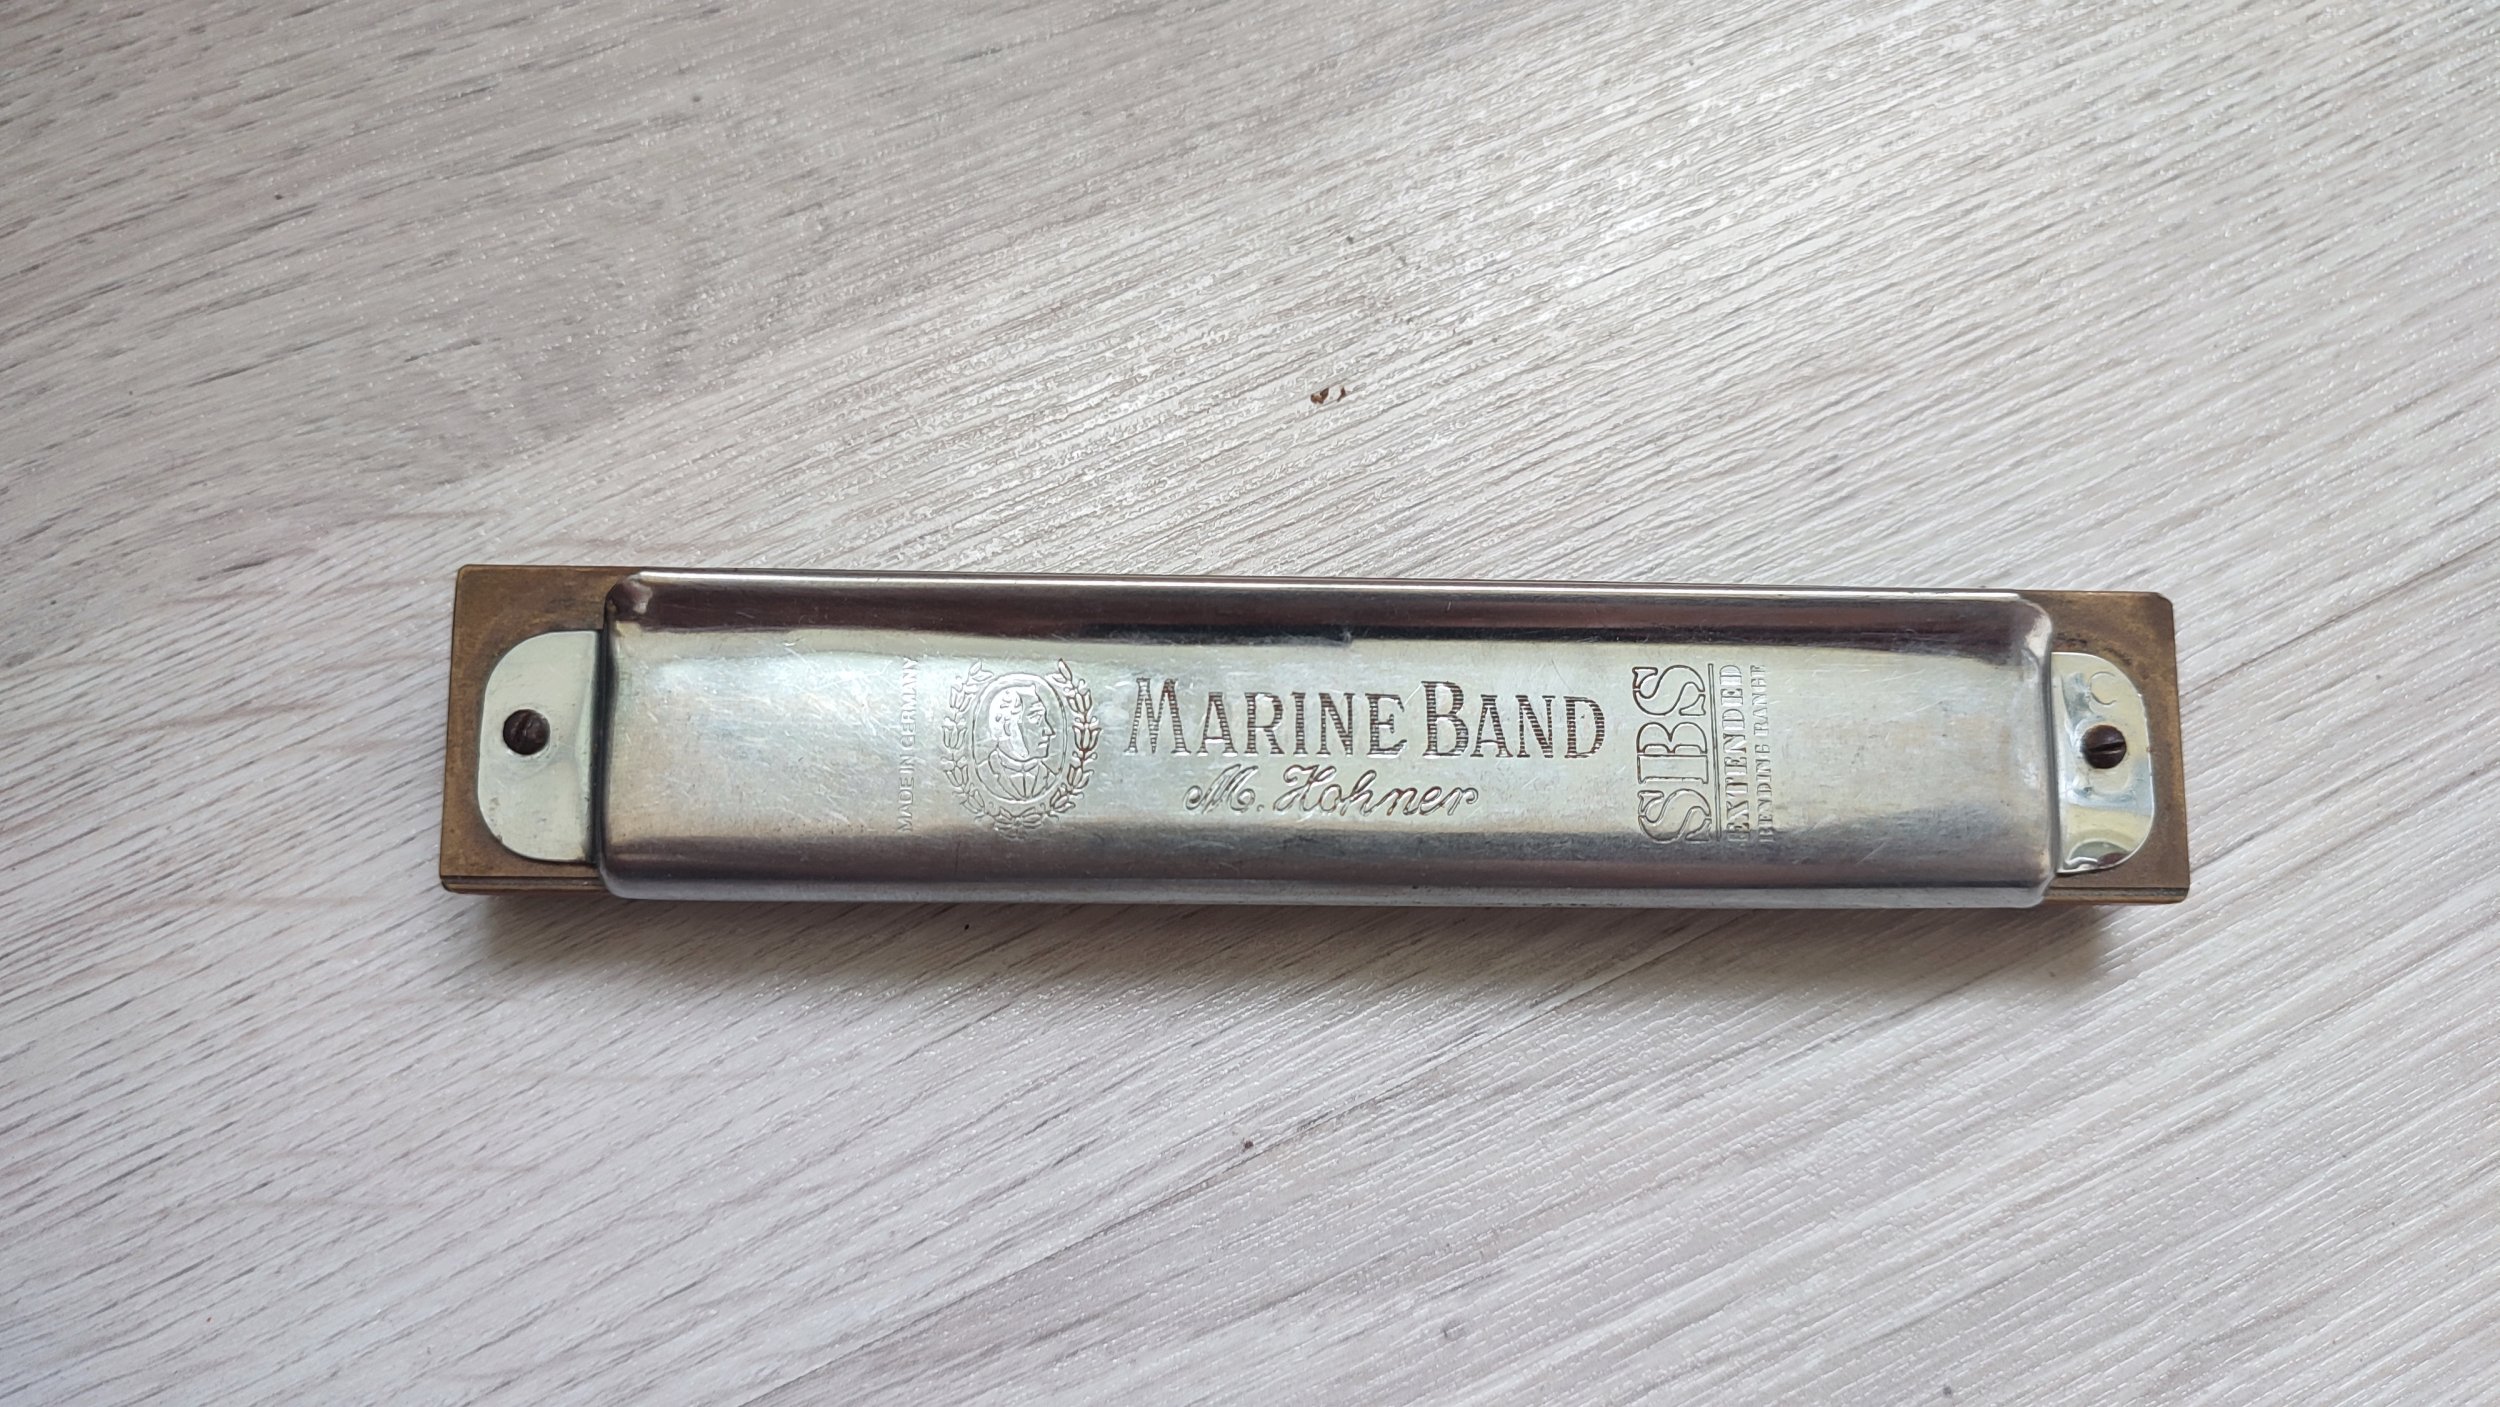 MADE IN GERMANY
MARINE BAND
M. Hohner
SBS
EXTENDED
BENDING RANGE
C